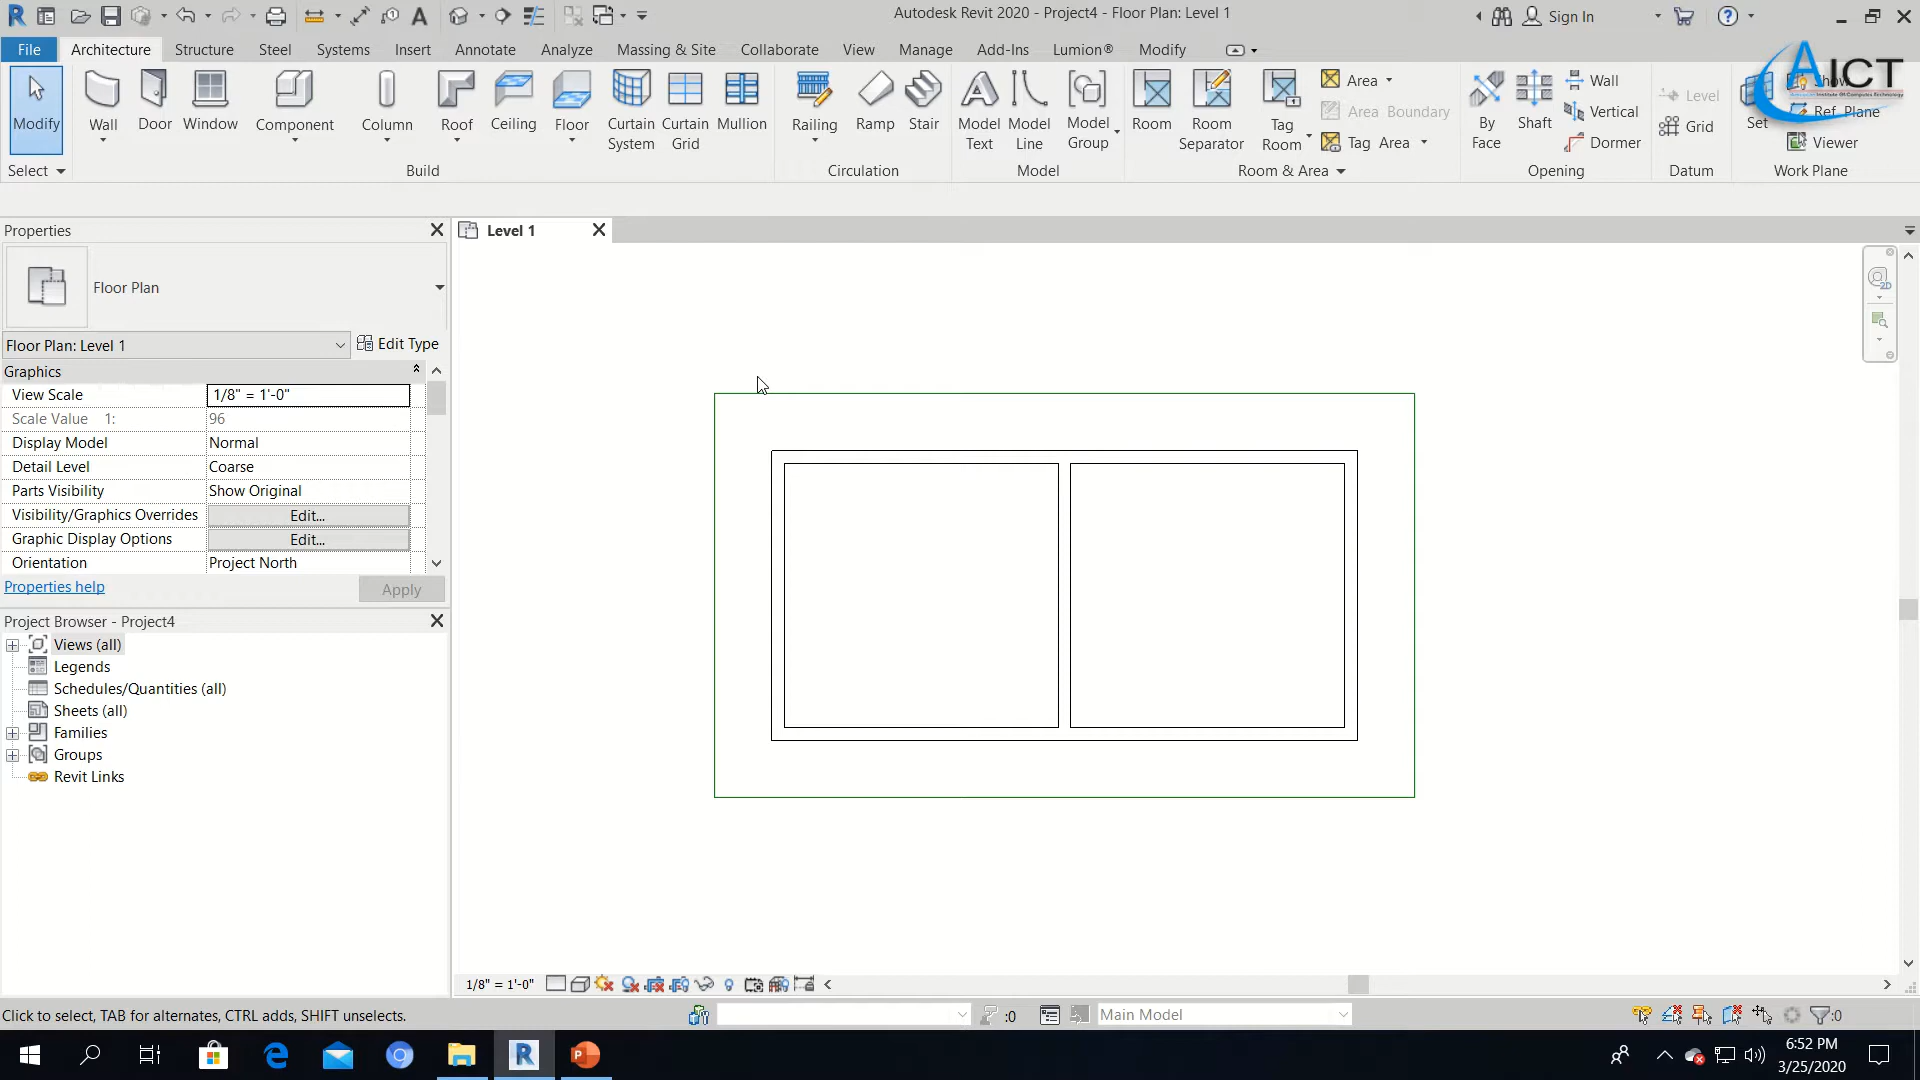 Autodesk Revit 2020 - Project4 - Floor Plan: Level 1
Sign In
File Architecture Structure Steel Systems Insert Annotate Analyze Massing & Site Collaborate View Manage Add-Ins Lumion® Modify
Modify
Wall
Door
Window
Component
Column
Roof
Ceiling
Floor
Curtain System
Curtain Grid
Mullion
Railing
Ramp
Stair
Model Text
Model Line
Model Group
Room
Room Separator
Tag Room
Area
Area Boundary
Tag Area
By Face
Shaft
Wall
Vertical
Dormer
Level
Grid
Set
Show
Ref Plane
Viewer
AICT
Select
Build
Circulation
Model
Room & Area
Opening
Datum
Work Plane
Properties
Level 1
Floor Plan
Floor Plan: Level 1
Edit Type
Graphics
View Scale 1/8" = 1'-0"
Scale Value 1: 96
Display Model Normal
Detail Level Coarse
Parts Visibility Show Original
Visibility/Graphics Overrides Edit...
Graphic Display Options Edit...
Orientation Project North
Properties help
Apply
Project Browser - Project4
Views (all)
Legends
Schedules/Quantities (all)
Sheets (all)
Families
Groups
Revit Links
2D
1/8" = 1'-0"
Click to select, TAB for alternates, CTRL adds, SHIFT unselects.
:0
Main Model
:0
6:52 PM
3/25/2020